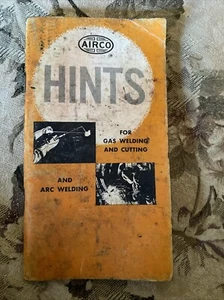 AIRCO
HINTS
FOR
GAS WELDING
AND CUTTING
AND
ARC WELDING